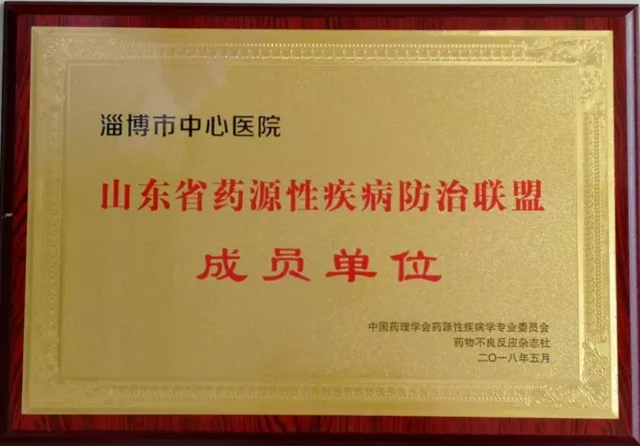 淄博市中心医院
山东省药源性疾病防治联盟
成员单位
中国药理学会药源性疾病学专业委员会
药物不良反应杂志社
二〇一八年五月